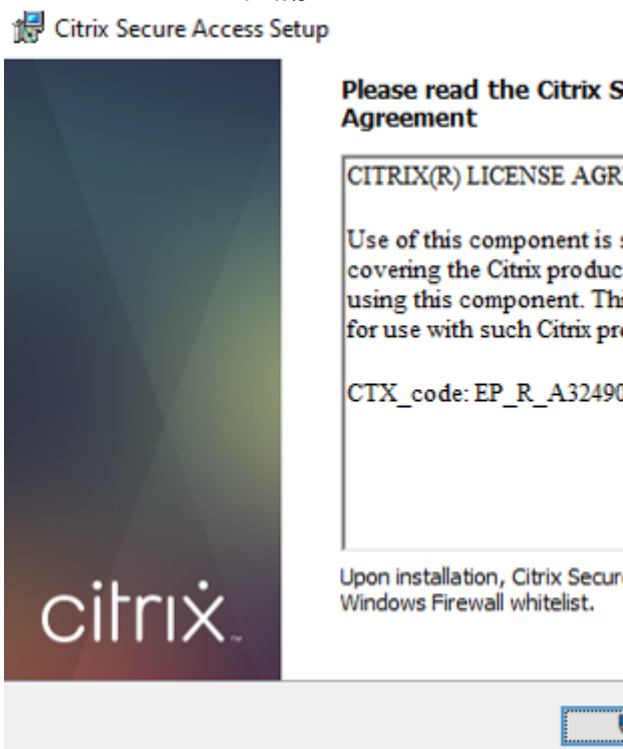 Citrix Secure Access Setup
Please read the Citrix S
Agreement
CITRIX(R) LICENSE AGR
Use of this component is s
covering the Citrix produc
using this component. Thi
for use with such Citrix pr
CTX_code: EP_R_A32490
Upon installation, Citrix Secur
Windows Firewall whitelist.
citrix